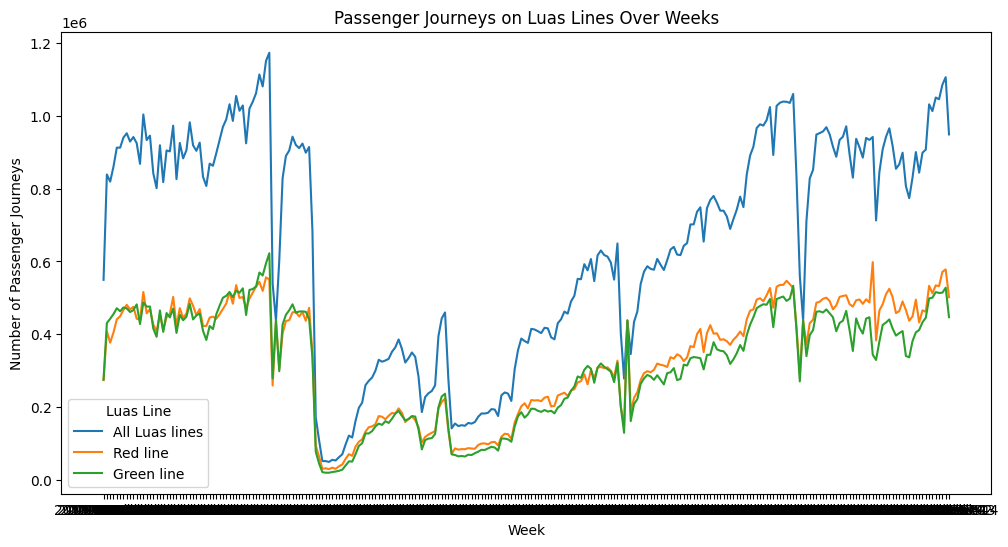 Passenger Journeys on Luas Lines Over Weeks
1e6
1.2
1.0
0.8
0.6
0.4
0.2
0.0
Number of Passenger Journeys
Luas Line
All Luas lines
Red line
Green line
Week